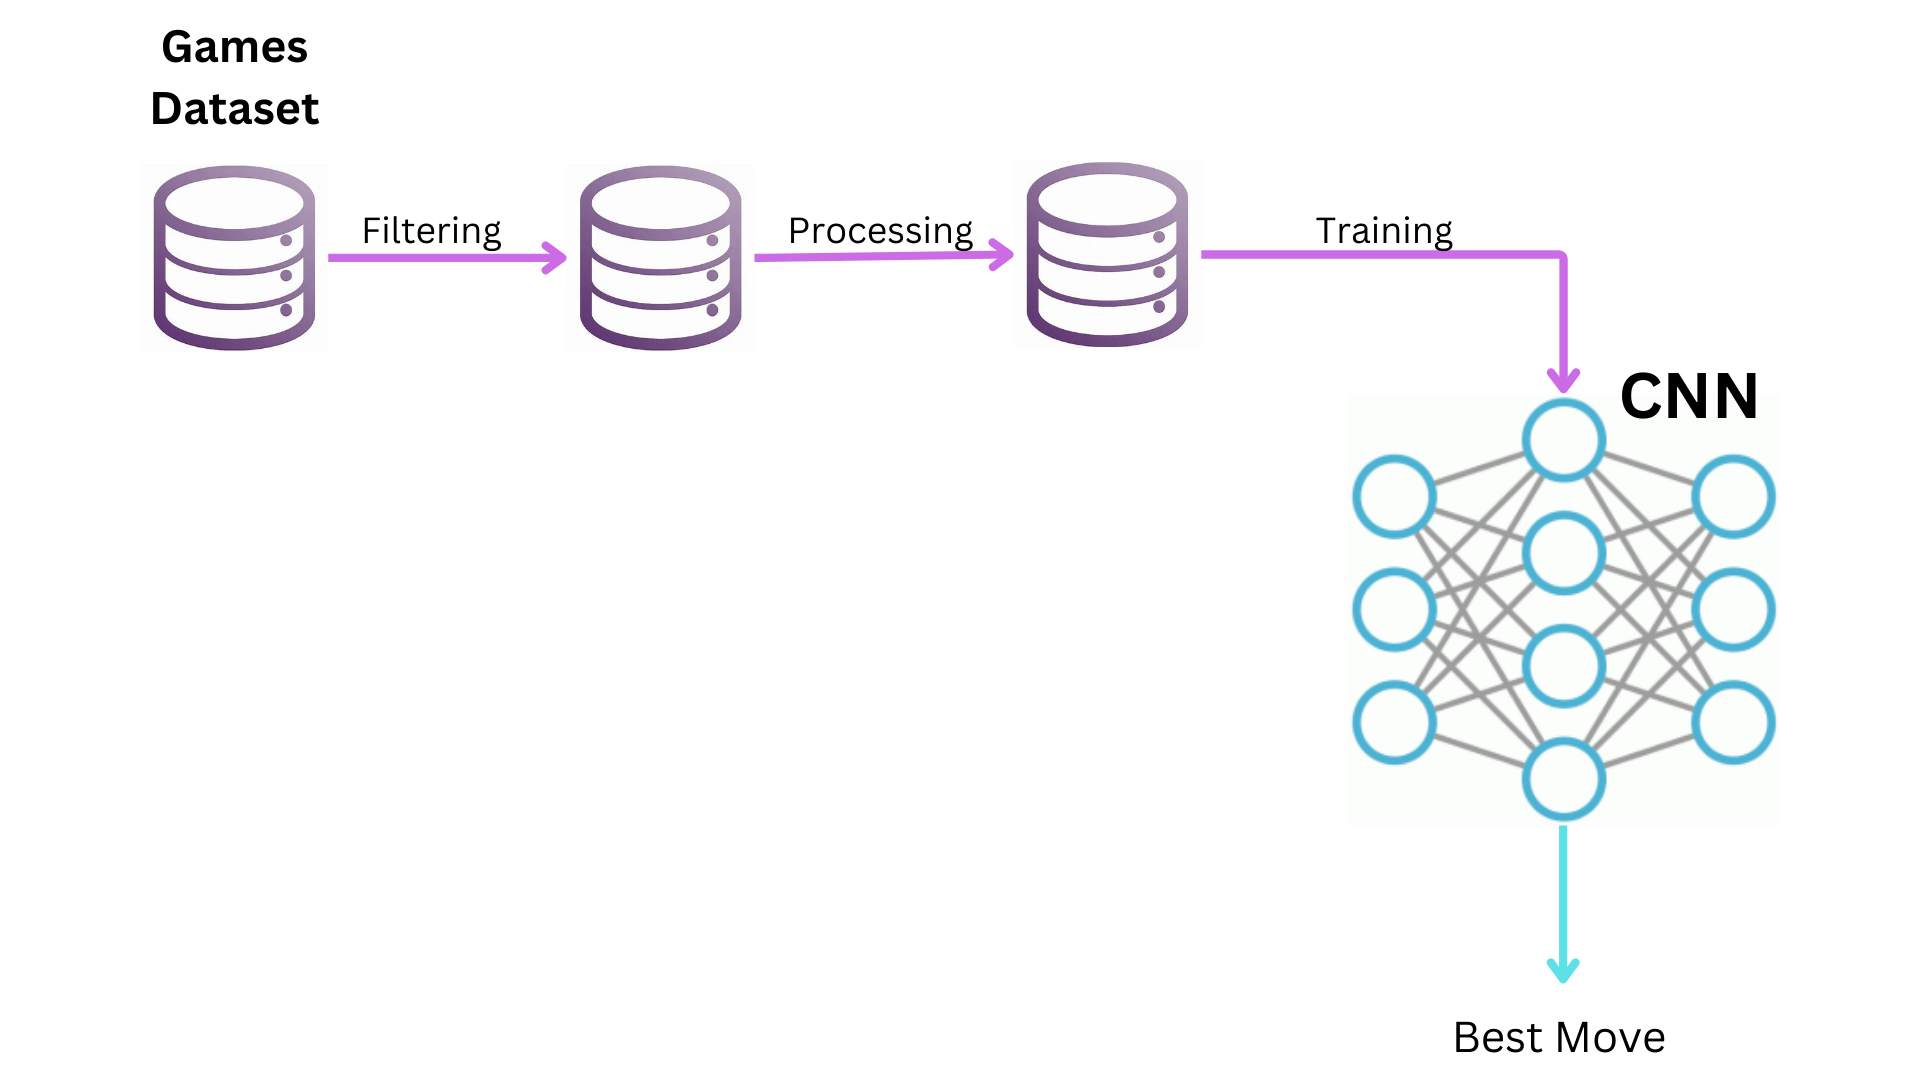 Games
Dataset
Filtering
Processing
Training
CNN
Best Move